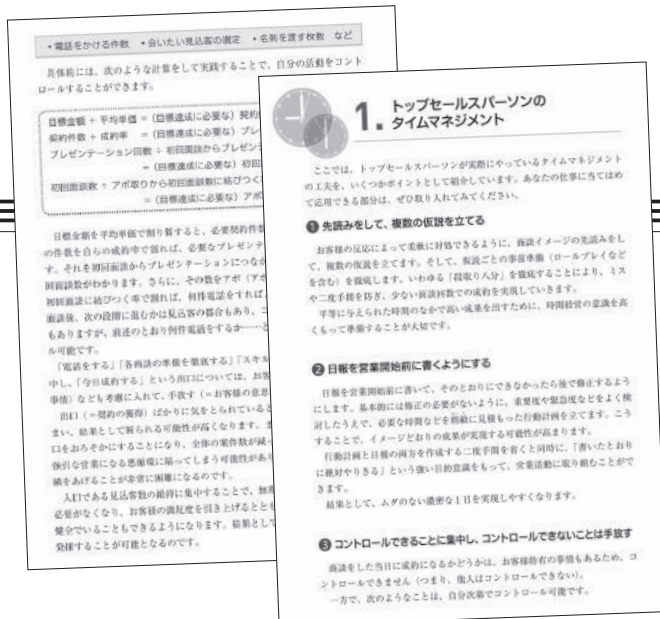 ・電話をかける件数 ・会いたい見込客の選定 ・名刺を渡す枚数 など
具体的には、次のような計算をして実践することで、自分の活動をコント
ロールすることができます。
目標金額 ÷ 平均単価 =(目標達成に必要な)契約
契約件数 ÷ 成約率 =(目標達成に必要な)プレ
プレゼンテーション回数 ÷ 初回面談からプレゼン
=(目標達成に必要な)初回
初回面談数 ÷ アポ取りから初回面談数に結びつく
=(目標達成に必要な)アポ
目標金額を平均単価で割り算すると、必要契約件
の件数を自らの成約率で割れば、必要なプレゼンテ
す。それを初回面談からプレゼンテーションにつなが
回面談数がわかります。さらに、その数をアポ(アポ
初回面談に結びつく率で割れば、何件電話をすれば、
面談後、次の段階に進むかは見込客の都合もあり、コ
もありますが、前述のとおり何件電話をするか……と
ル可能です。
「電話をする」「各商談の準備を徹底する」「スキル
中し、「今日成約する」という出口については、お客
事情)なども考慮に入れて、手放す(=お客様の意思
出口(=契約の獲得)ばかりに気をとられていると
まい、結果として断られる可能性が高くなります。ま
口をおろそかにすることになり、全体の案件数が減っ
強引な営業になる悪循環に陥ってしまう可能性があり
績をあげることが非常に困難になるのです。
入口である見込客数の維持に集中することで、無理
必要がなくなり、お客様の満足度を引き上げるととも
健全でいることもできるようになります。結果として
発揮することが可能となるのです。
1. トップセールスパーソンの
タイムマネジメント
ここでは、トップセールスパーソンが実際にやっているタイムマネジメント
の工夫を、いくつかポイントとして紹介しています。あなたの仕事に当てはめ
て応用できる部分は、ぜひ取り入れてみてください。
❶ 先読みをして、複数の仮説を立てる
お客様の反応によって柔軟に対処できるように、商談イメージの先読みをし
て、複数の仮説を立てます。そして、仮説ごとの事前準備(ロールプレイなど
を含む)を徹底します。いわゆる「段取り八分」を徹底することにより、ミス
や二度手間を防ぎ、少ない面談回数での成約を実現していきます。
平等に与えられた時間のなかで高い成果を出すために、時間経営の意識を高
くもって準備することが大切です。
❷ 日報を営業開始前に書くようにする
日報を営業開始前に書いて、そのとおりにできなかったら後で修正するよう
にします。基本的には修正の必要がないように、重要度や緊急度などをよく検
討したうえで、必要な時間などを精緻に見積もった行動計画を立てます。こう
することで、イメージどおりの成果が実現する可能性が高まります。
行動計画と日報の両方を作成する二度手間を省くと同時に、「書いたとおり
に絶対やりきる」という強い目的意識をもって、営業活動に取り組むことがで
きます。
結果として、ムダのない濃密な1日を実現しやすくなります。
❸ コントロールできることに集中し、コントロールできないことは手放す
商談をした当日に成約になるかどうかは、お客様特有の事情もあるため、コ
ントロールできません(つまり、他人はコントロールできない)。
一方で、次のようなことは、自分次第でコントロール可能です。